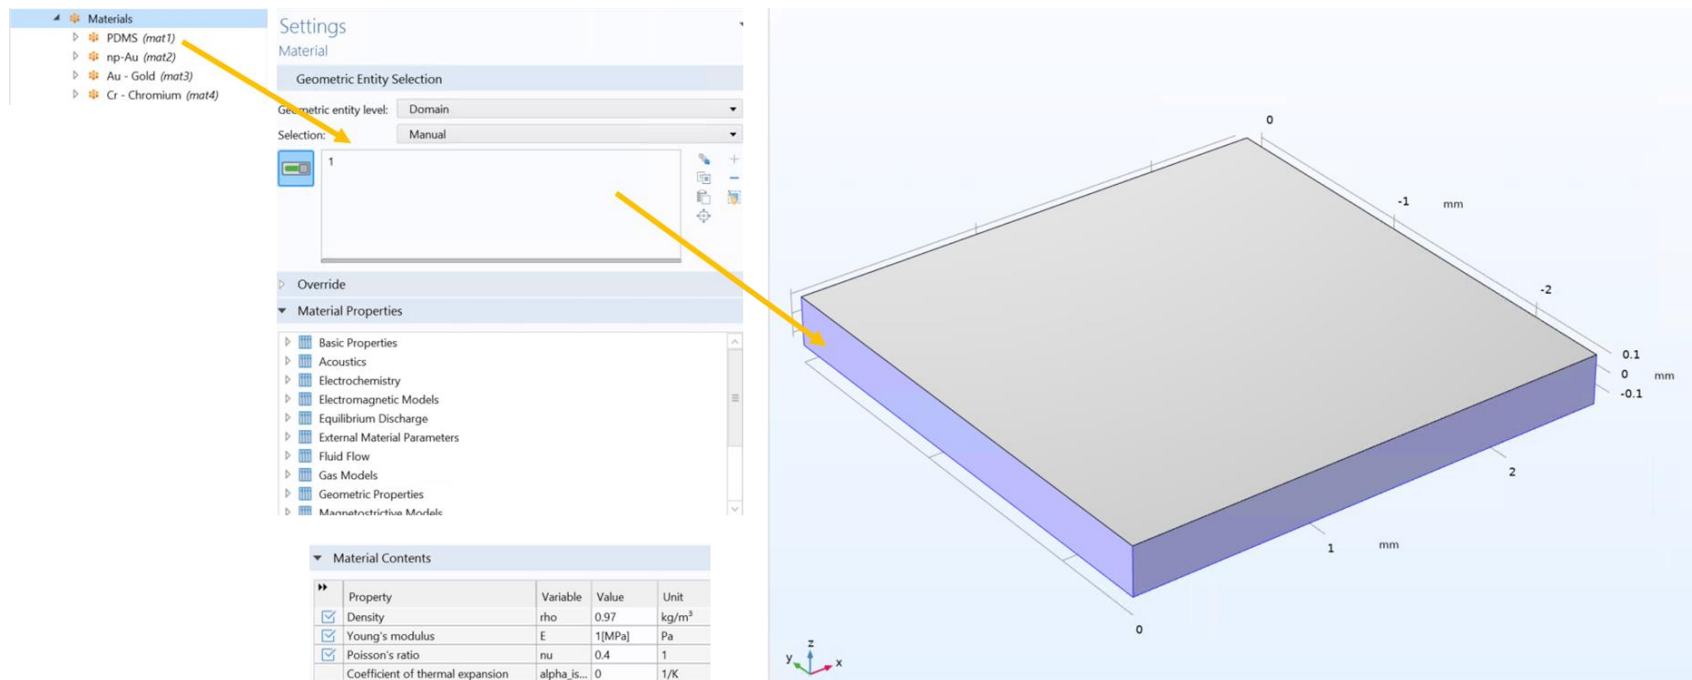 Materials
PDMS (mat1)
np-Au (mat2)
Au - Gold (mat3)
Cr - Chromium (mat4)
Settings
Material
Geometric Entity Selection
Geometric entity level: Domain
Selection: Manual
1
Override
Material Properties
Basic Properties
Acoustics
Electrochemistry
Electromagnetic Models
Equilibrium Discharge
External Material Parameters
Fluid Flow
Gas Models
Geometric Properties
Magnetostrictive Models
Material Contents
Property Variable Value Unit
Density rho 0.97 kg/m³
Young's modulus E 1[MPa] Pa
Poisson's ratio nu 0.4 1
Coefficient of thermal expansion alpha_is... 0 1/K
0
-1 mm
-2
0.1
0 mm
-0.1
2
1 mm
0
z
y x